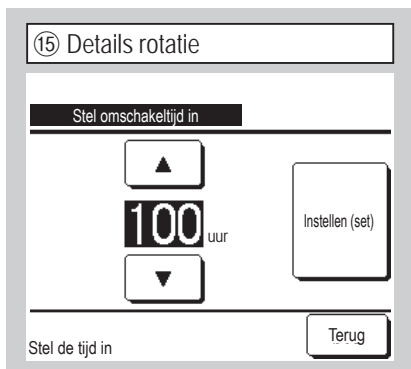 ⑮ Details rotatie
Stel omschakeltijd in
▲
100 uur
Instellen (set)
▼
Stel de tijd in
Terug